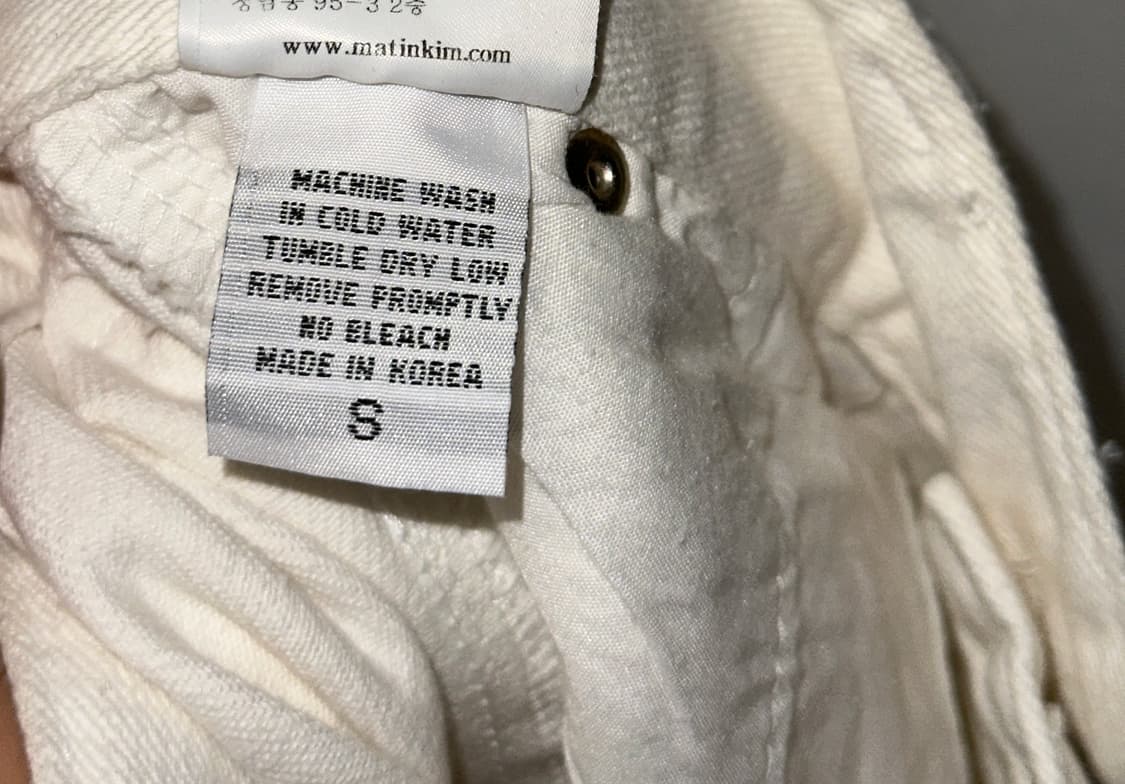 95-3 2층
www.matinkim.com
MACHINE WASH
IN COLD WATER
TUMBLE DRY LOW
REMOVE PROMPTLY
NO BLEACH
MADE IN KOREA
S